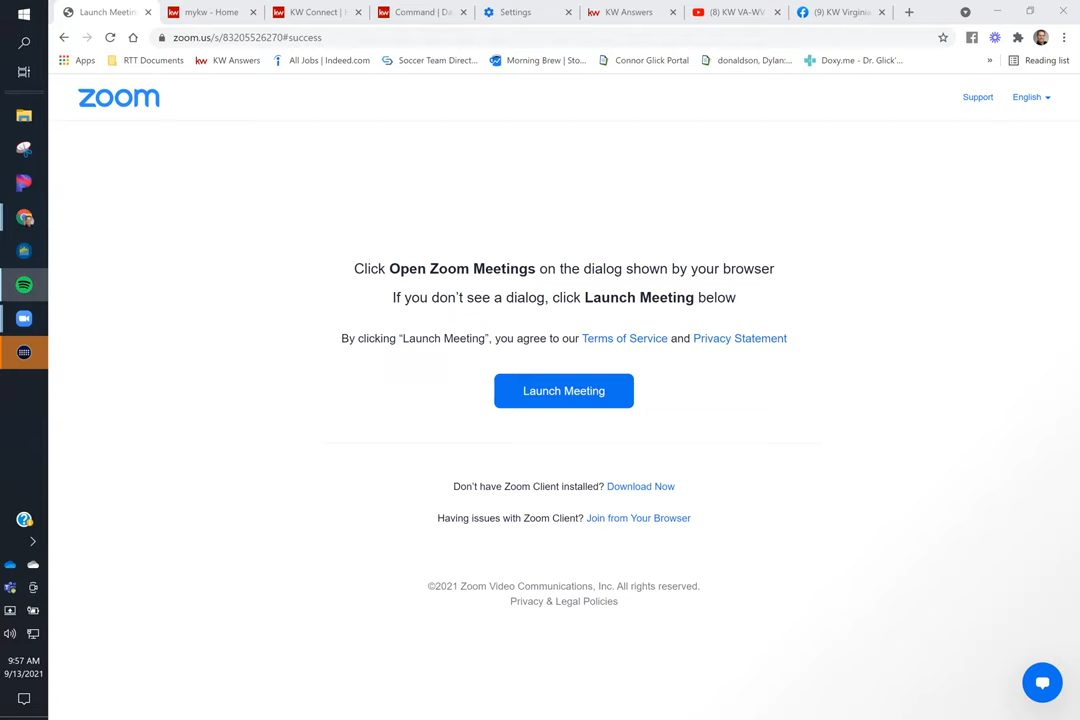 Launch Meetin
mykw - Home
KW Connect |
Command | Da
Settings
KW Answers
(8) KW VA-WV
(9) KW Virginia
zoom.us/s/83205526270#success
Apps
RTT Documents
kw KW Answers
All Jobs | Indeed.com
Soccer Team Direct...
Morning Brew | Sto...
Connor Glick Portal
donaldson, Dylan:...
Doxy.me - Dr. Glick'...
»
Reading list
zoom
Support
English
Click Open Zoom Meetings on the dialog shown by your browser
If you don't see a dialog, click Launch Meeting below
By clicking “Launch Meeting”, you agree to our Terms of Service and Privacy Statement
Launch Meeting
Don't have Zoom Client installed? Download Now
Having issues with Zoom Client? Join from Your Browser
©2021 Zoom Video Communications, Inc. All rights reserved.
Privacy & Legal Policies
9:57 AM
9/13/2021